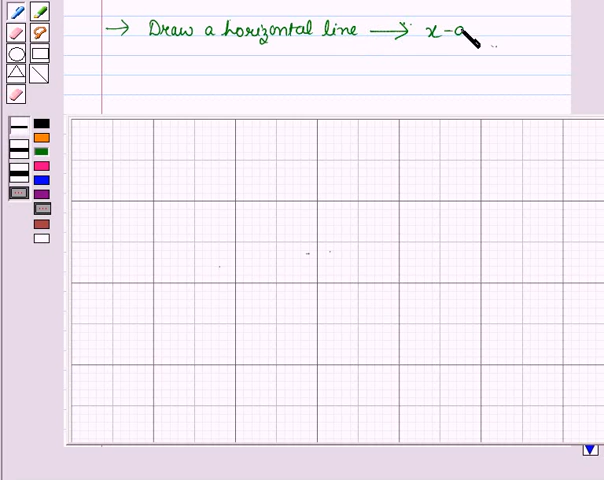 → Draw a horizontal line → x-a